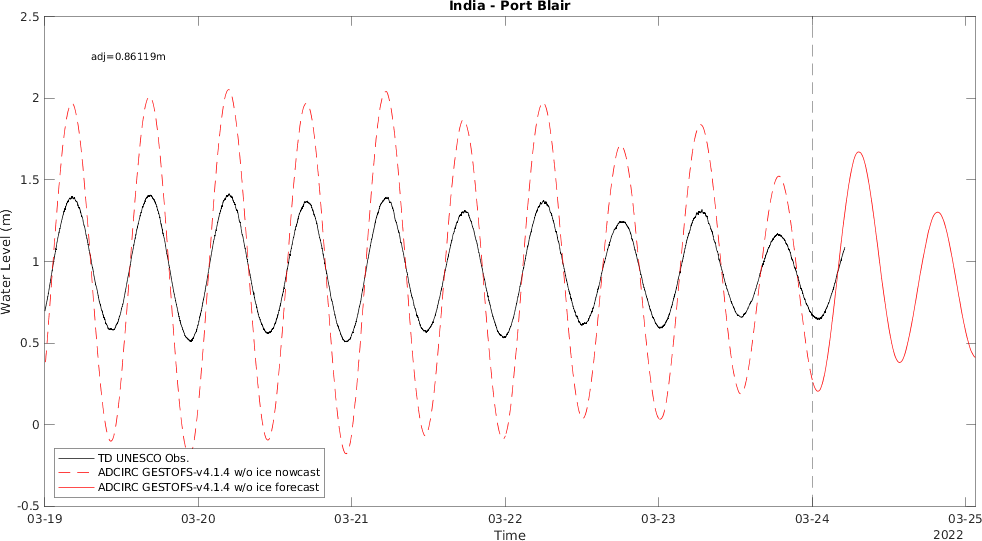 India - Port Blair
2.5
adj=0.86119m
2
1.5
1
0.5
0
-0.5
Water Level (m)
TD UNESCO Obs.
ADCIRC GESTOFS-v4.1.4 w/o ice nowcast
ADCIRC GESTOFS-v4.1.4 w/o ice forecast
03-19 03-20 03-21 03-22 03-23 03-24 03-25
Time
2022